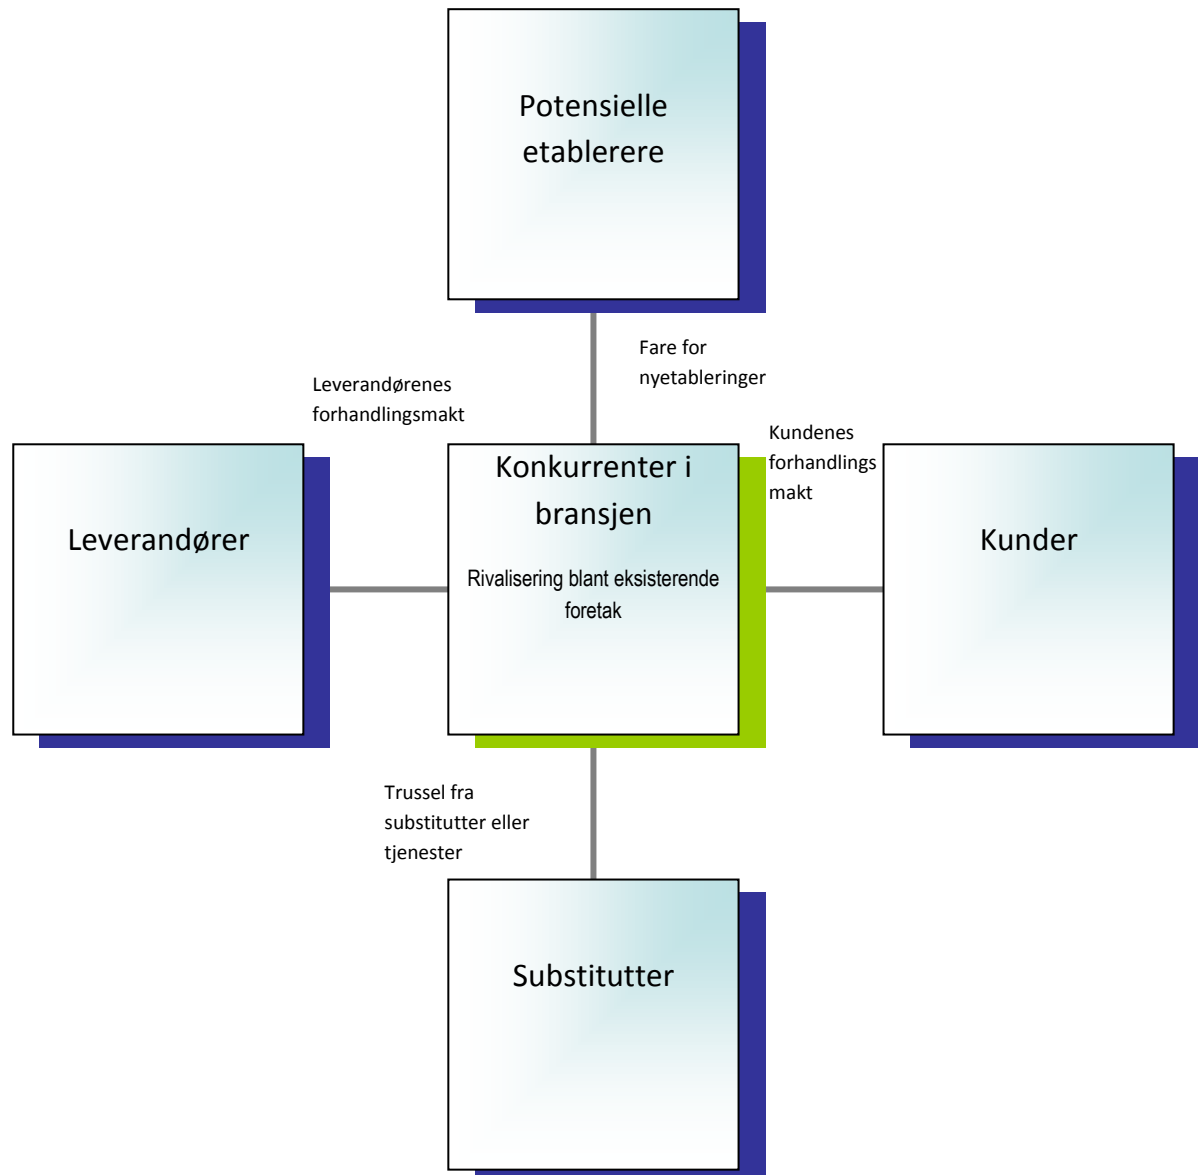 Potensielle
etablerere
Fare for
nyetableringer
Leverandørenes
forhandlingsmakt
Kundenes
forhandlings
makt
Leverandører
Konkurrenter i
bransjen
Rivalisering blant eksisterende
foretak
Kunder
Trussel fra
substitutter eller
tjenester
Substitutter